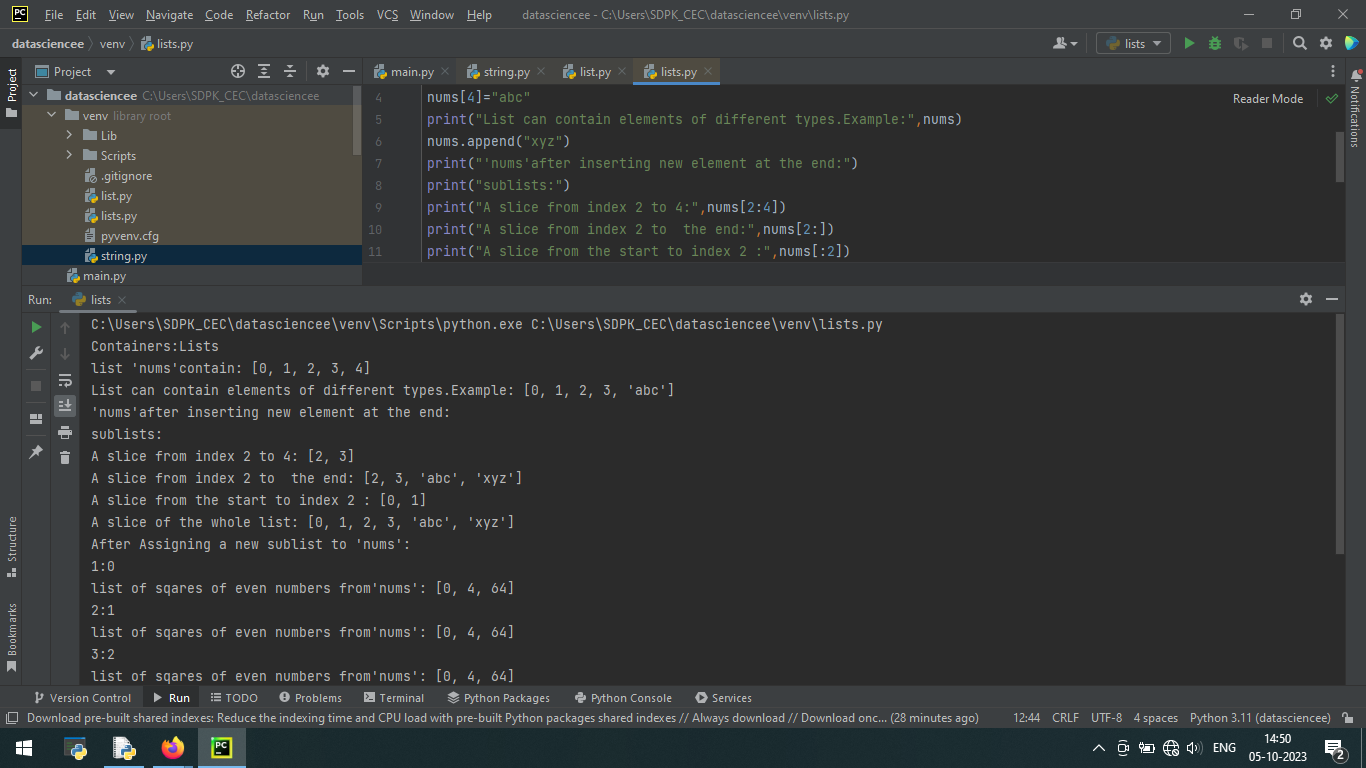 PC File Edit View Navigate Code Refactor Run Tools VCS Window Help datasciencee - C:\Users\SDPK_CEC\datasciencee\venv\lists.py
datasciencee venv lists.py lists
Project
Project main.py string.py list.py lists.py
datasciencee C:\Users\SDPK_CEC\datasciencee
venv library root
Lib
Scripts
.gitignore
list.py
lists.py
pyvenv.cfg
string.py
main.py
4 nums[4]="abc"
5 print("List can contain elements of different types.Example:",nums)
6 nums.append("xyz")
7 print("'nums'after inserting new element at the end:")
8 print("sublists:")
9 print("A slice from index 2 to 4:",nums[2:4])
10 print("A slice from index 2 to  the end:",nums[2:])
11 print("A slice from the start to index 2 :",nums[:2])
Reader Mode
Notifications
Run: lists
C:\Users\SDPK_CEC\datasciencee\venv\Scripts\python.exe C:\Users\SDPK_CEC\datasciencee\venv\lists.py
Containers:Lists
list 'nums'contain: [0, 1, 2, 3, 4]
List can contain elements of different types.Example: [0, 1, 2, 3, 'abc']
'nums'after inserting new element at the end:
sublists:
A slice from index 2 to 4: [2, 3]
A slice from index 2 to  the end: [2, 3, 'abc', 'xyz']
A slice from the start to index 2 : [0, 1]
A slice of the whole list: [0, 1, 2, 3, 'abc', 'xyz']
After Assigning a new sublist to 'nums':
1:0
list of sqares of even numbers from'nums': [0, 4, 64]
2:1
list of sqares of even numbers from'nums': [0, 4, 64]
3:2
list of sqares of even numbers from'nums': [0, 4, 64]
Structure
Bookmarks
Version Control Run TODO Problems Terminal Python Packages Python Console Services
Download pre-built shared indexes: Reduce the indexing time and CPU load with pre-built Python packages shared indexes // Always download // Download onc... (28 minutes ago) 12:44 CRLF UTF-8 4 spaces Python 3.11 (datasciencee)
PC ENG 14:50
05-10-2023 2